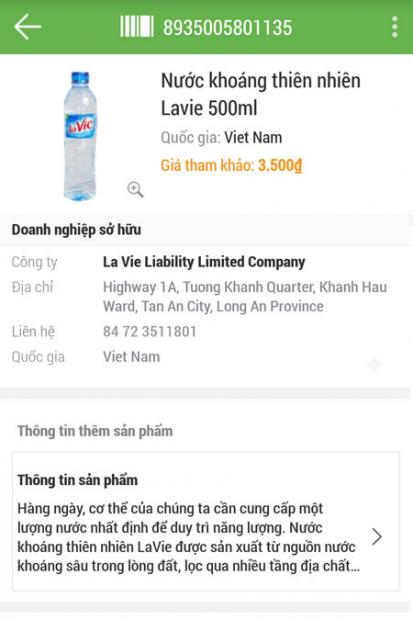 8935005801135
Nước khoáng thiên nhiên
Lavie 500ml
Quốc gia: Viet Nam
Giá tham khảo: 3.500₫
LaVie
Doanh nghiệp sở hữu
Công ty La Vie Liability Limited Company
Địa chỉ Highway 1A, Tuong Khanh Quarter, Khanh Hau
Ward, Tan An City, Long An Province
Liên hệ 84 72 3511801
Quốc gia Viet Nam
Thông tin thêm sản phẩm
Thông tin sản phẩm
Hàng ngày, cơ thể của chúng ta cần cung cấp một
lượng nước nhất định để duy trì năng lượng. Nước
khoáng thiên nhiên LaVie được sản xuất từ nguồn nước
khoáng sâu trong lòng đất, lọc qua nhiều tầng địa chất...